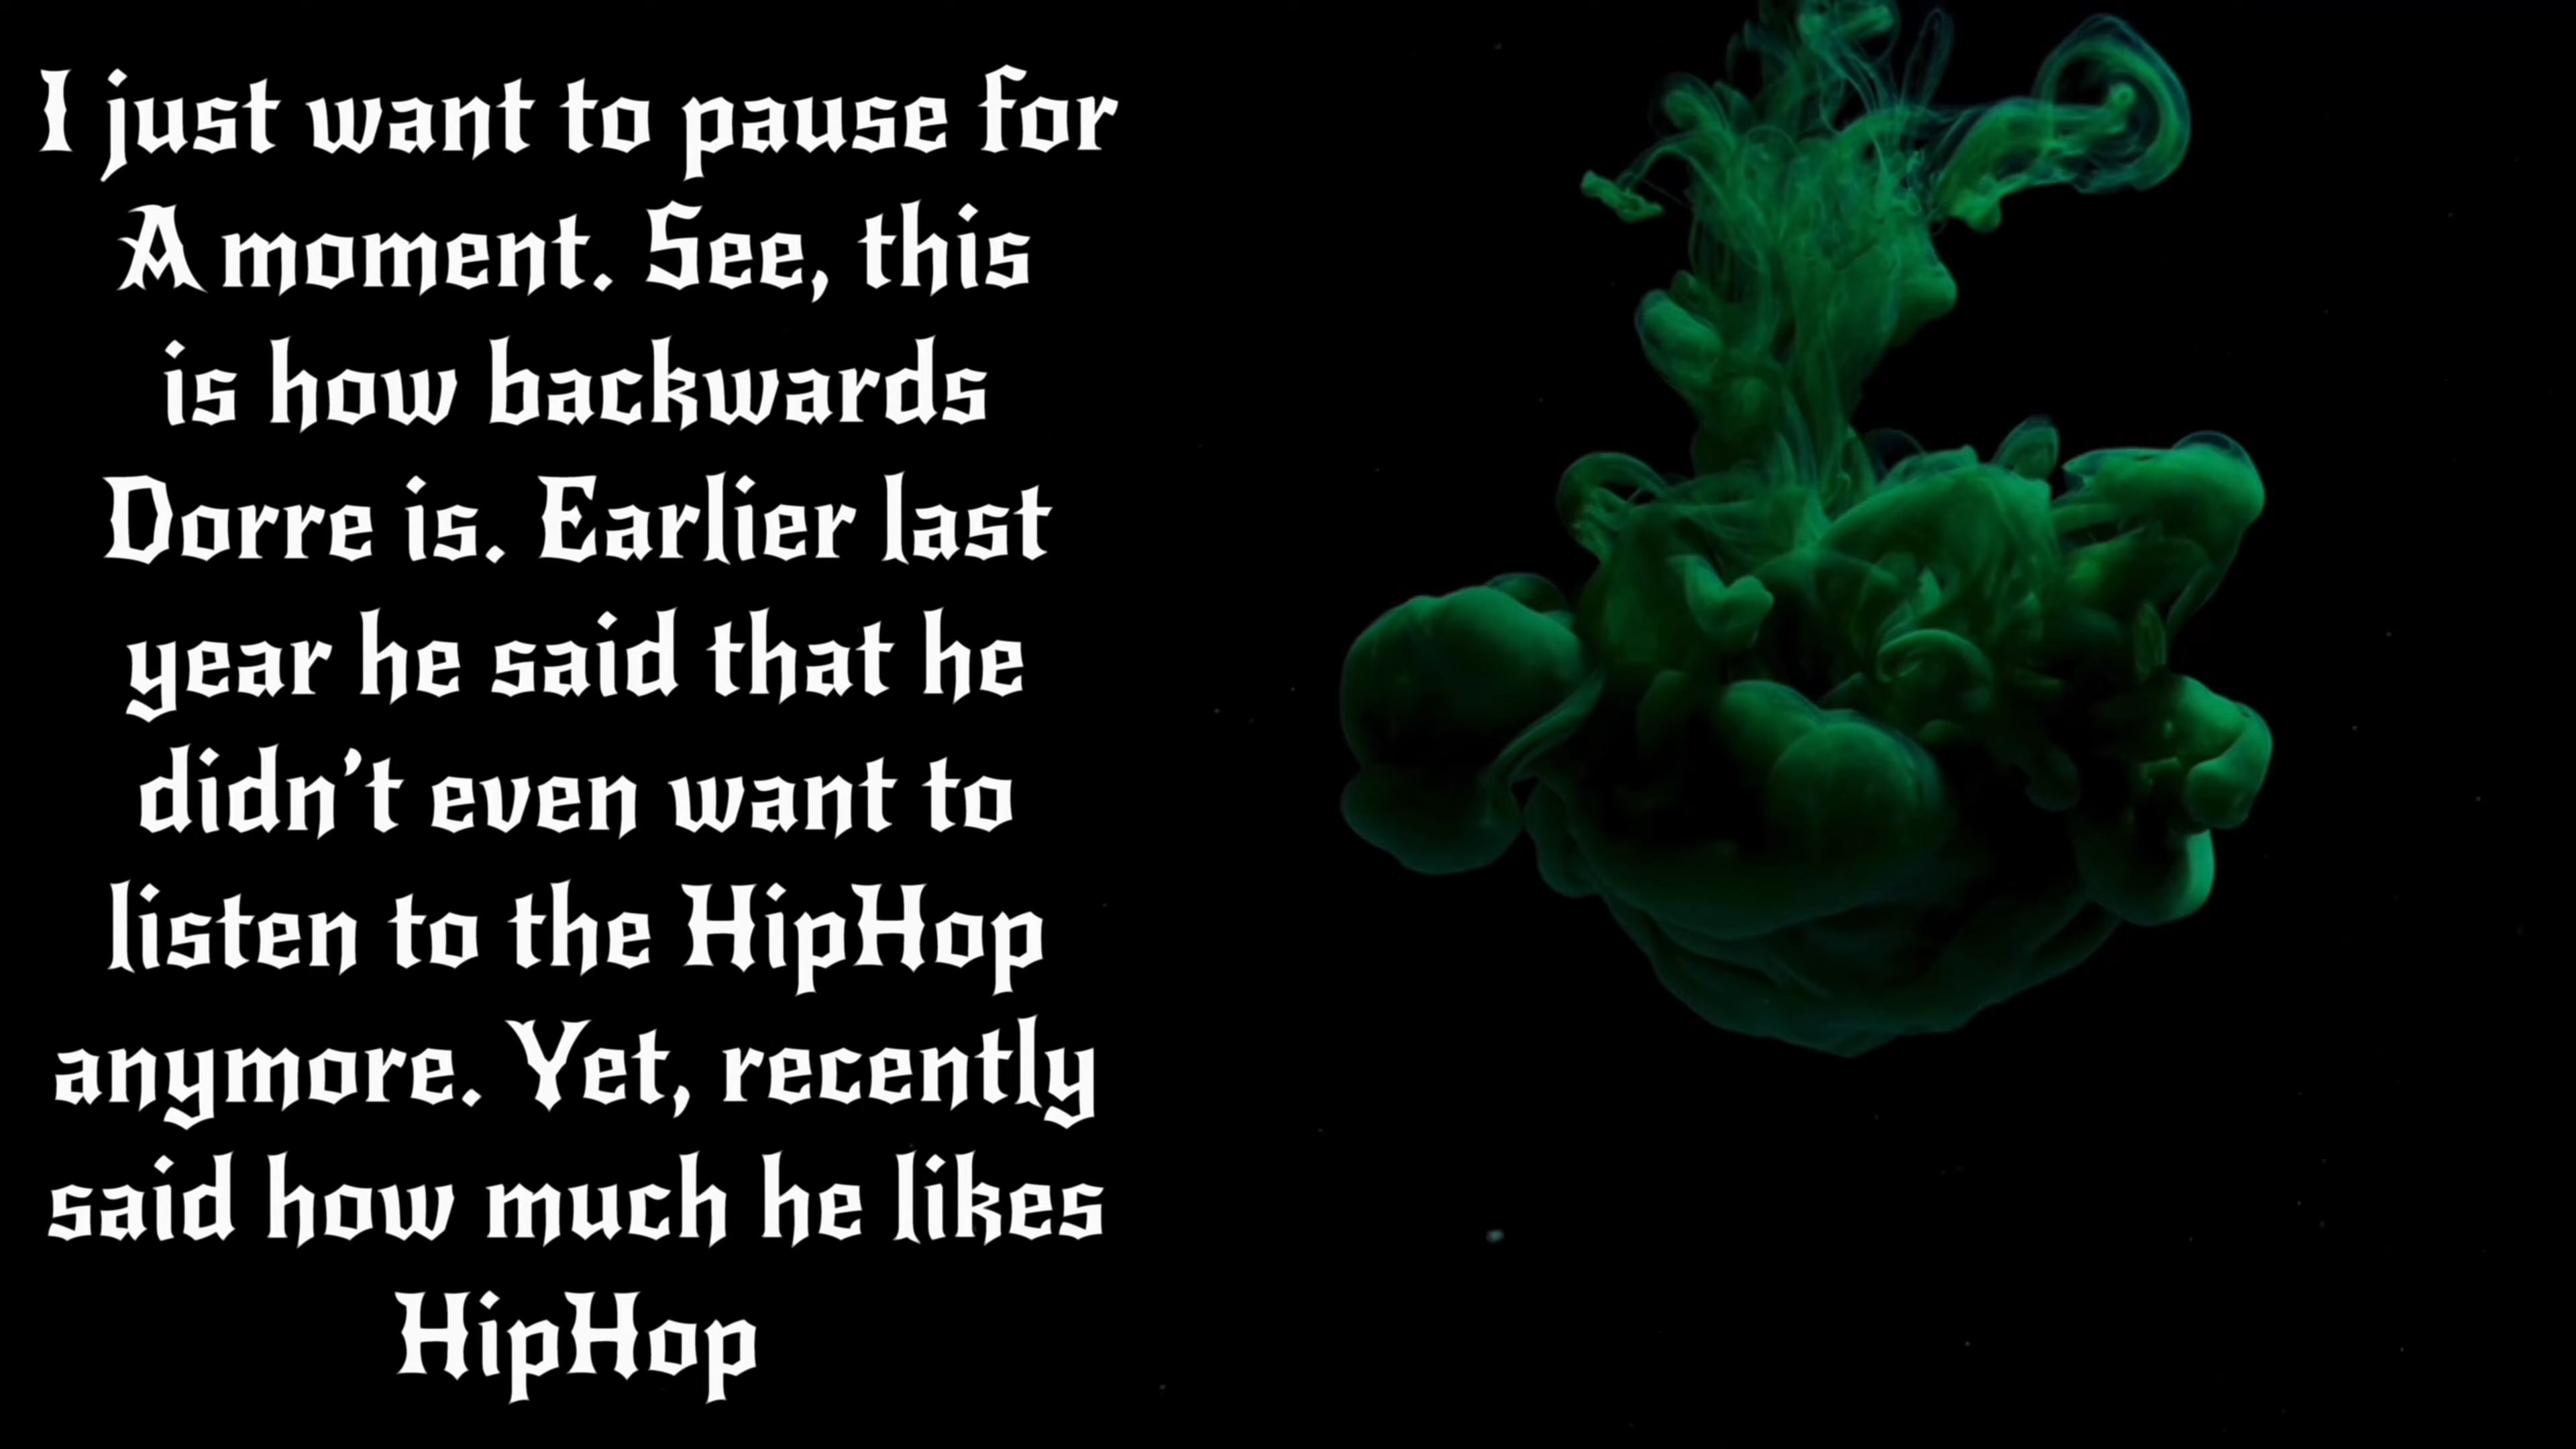 I just want to pause for
A moment. See, this
is how backwards
Dorre is. Earlier last
year he said that he
didn't even want to
listen to the HipHop
anymore. Yet, recently
said how much he likes
HipHop